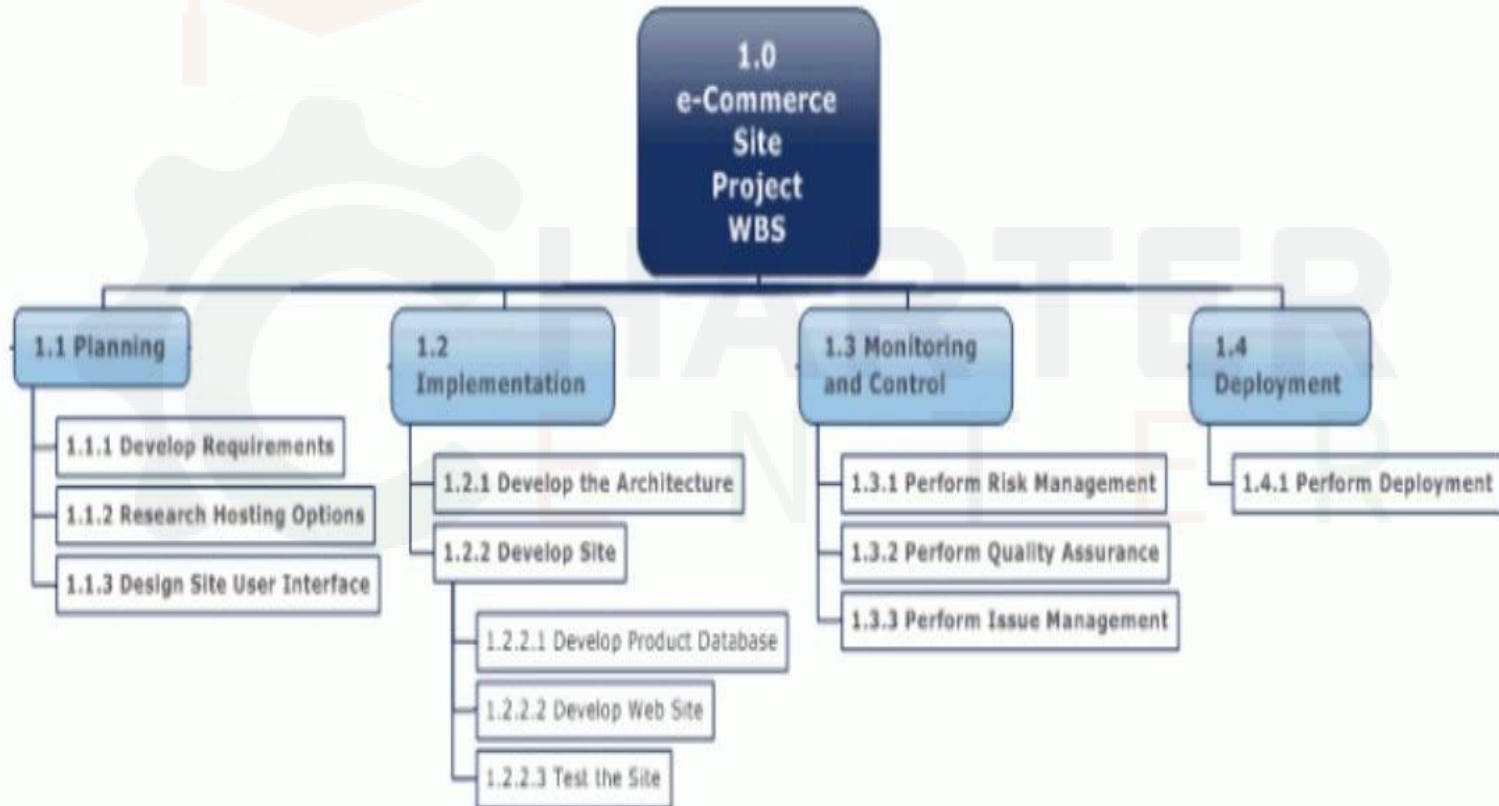 1.0
e-Commerce
Site
Project
WBS
1.1 Planning
1.1.1 Develop Requirements
1.1.2 Research Hosting Options
1.1.3 Design Site User Interface
1.2
Implementation
1.2.1 Develop the Architecture
1.2.2 Develop Site
1.2.2.1 Develop Product Database
1.2.2.2 Develop Web Site
1.2.2.3 Test the Site
1.3 Monitoring
and Control
1.3.1 Perform Risk Management
1.3.2 Perform Quality Assurance
1.3.3 Perform Issue Management
1.4
Deployment
1.4.1 Perform Deployment
HARTER
ENTER